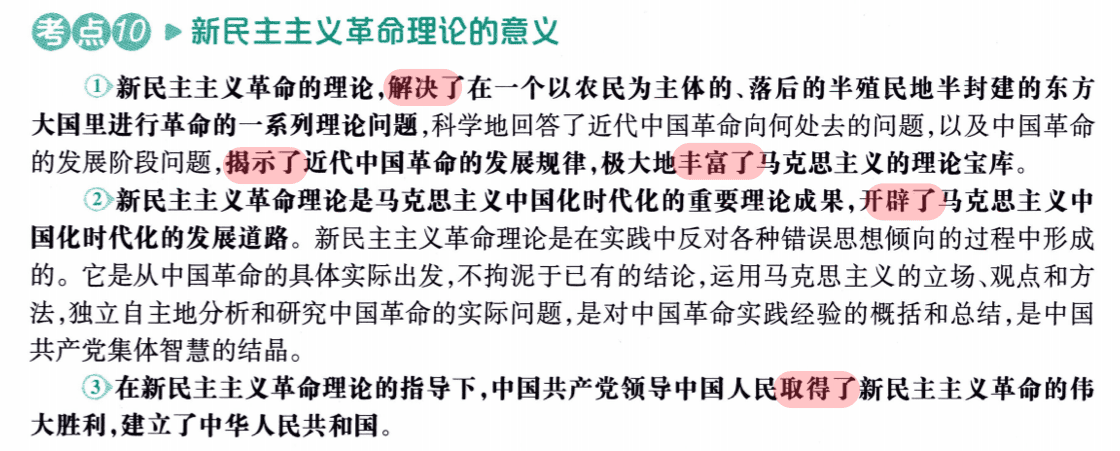 考点10 ▶ 新民主主义革命理论的意义
①新民主主义革命的理论,解决了在一个以农民为主体的、落后的半殖民地半封建的东方
大国里进行革命的一系列理论问题,科学地回答了近代中国革命向何处去的问题,以及中国革命
的发展阶段问题,揭示了近代中国革命的发展规律,极大地丰富了马克思主义的理论宝库。
②新民主主义革命理论是马克思主义中国化时代化的重要理论成果,开辟了马克思主义中
国化时代化的发展道路。新民主主义革命理论是在实践中反对各种错误思想倾向的过程中形成
的。它是从中国革命的具体实际出发,不拘泥于已有的结论,运用马克思主义的立场、观点和方
法,独立自主地分析和研究中国革命的实际问题,是对中国革命实践经验的概括和总结,是中国
共产党集体智慧的结晶。
③在新民主主义革命理论的指导下,中国共产党领导中国人民取得了新民主主义革命的伟
大胜利,建立了中华人民共和国。